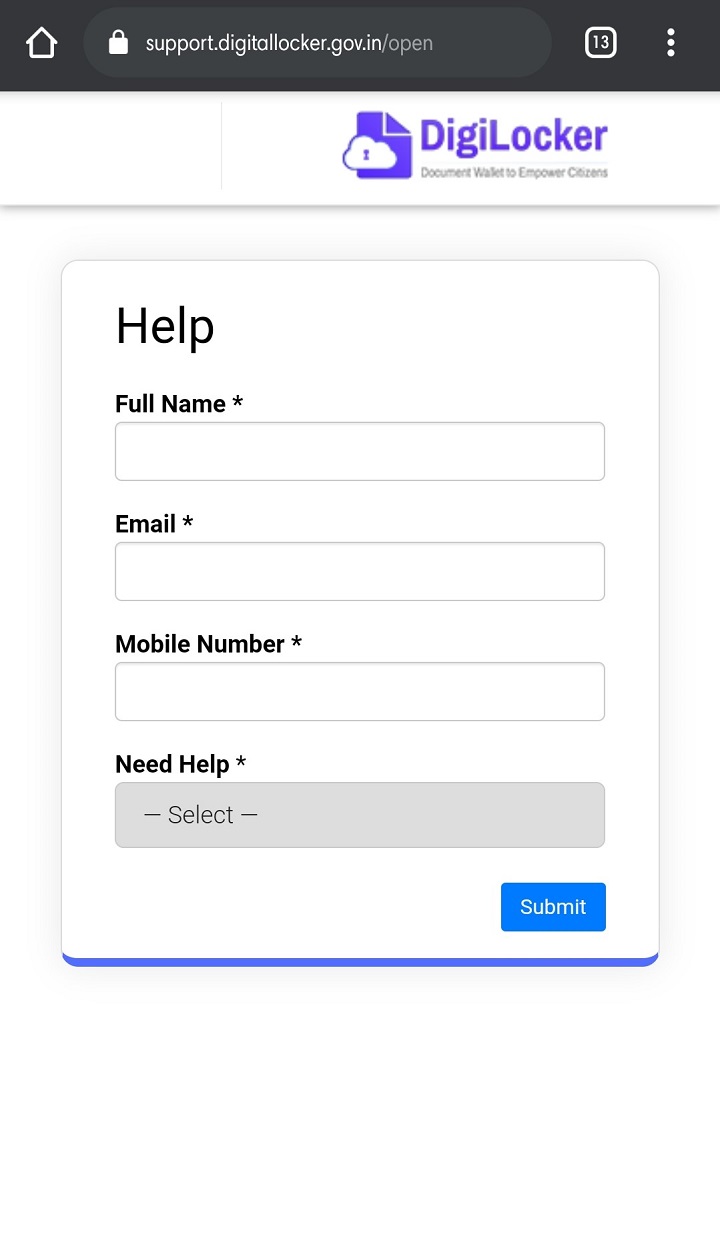 support.digitallocker.gov.in/open
13
DigiLocker
Document Wallet to Empower Citizens
Help
Full Name *
Email *
Mobile Number *
Need Help *
— Select —
Submit